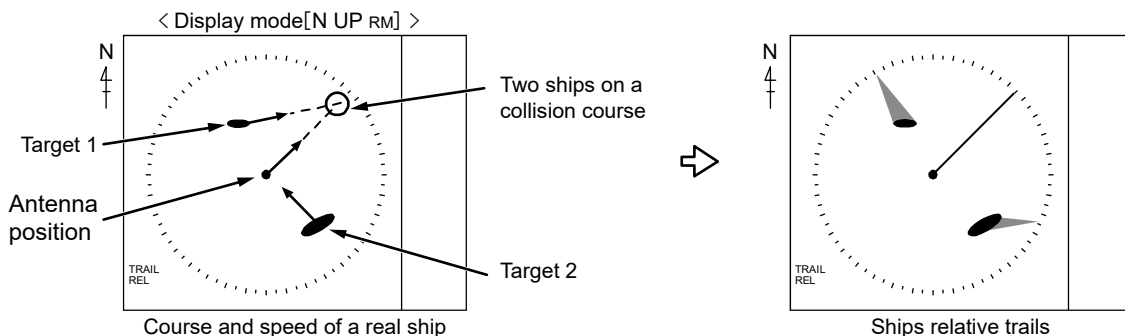 < Display mode[N UP RM] >
N
Target 1
Antenna
position
Two ships on a
collision course
Target 2
TRAIL
REL
Course and speed of a real ship
N
TRAIL
REL
Ships relative trails